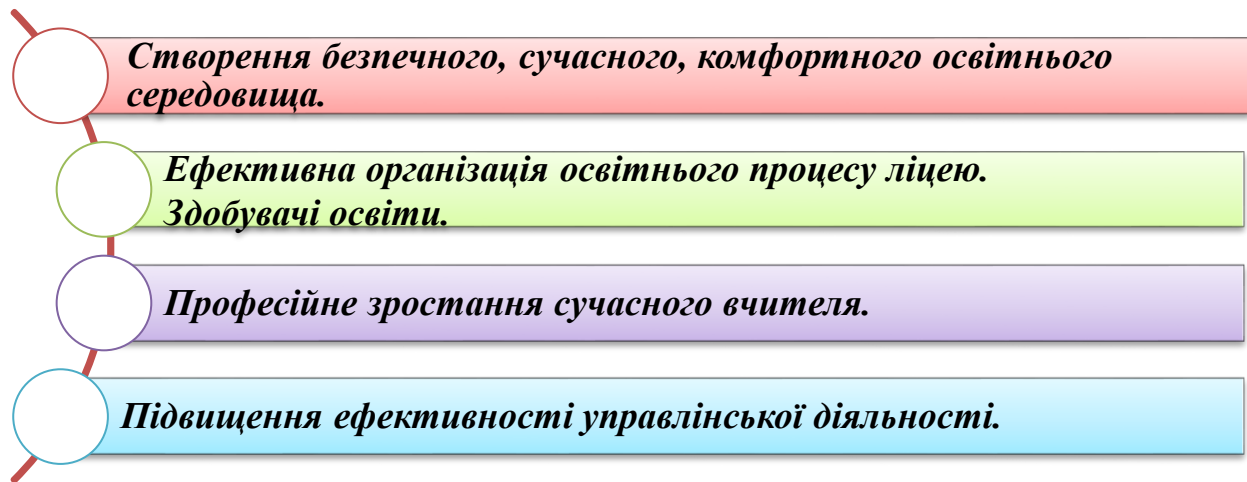 Створення безпечного, сучасного, комфортного освітнього
середовища.
Ефективна організація освітнього процесу ліцею.
Здобувачі освіти.
Професійне зростання сучасного вчителя.
Підвищення ефективності управлінської діяльності.